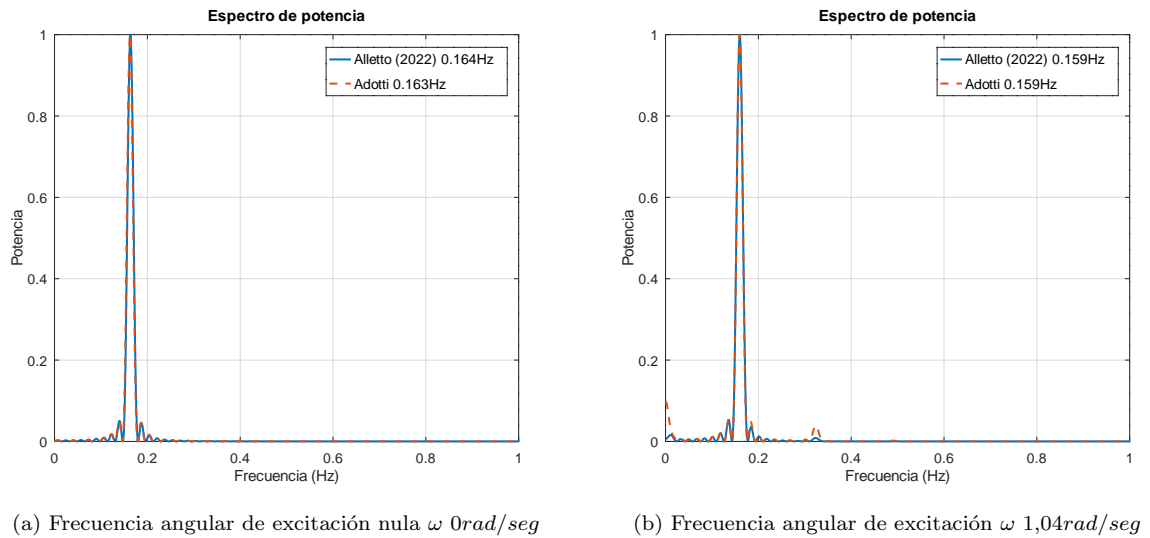 Espectro de potencia
Alletto (2022) 0.164Hz
Adotti 0.163Hz
Potencia
1
0.8
0.6
0.4
0.2
0
0 0.2 0.4 0.6 0.8 1
Frecuencia (Hz)
(a) Frecuencia angular de excitación nula ω 0rad/seg
Espectro de potencia
Alletto (2022) 0.159Hz
Adotti 0.159Hz
Potencia
1
0.8
0.6
0.4
0.2
0
0 0.2 0.4 0.6 0.8 1
Frecuencia (Hz)
(b) Frecuencia angular de excitación ω 1,04rad/seg